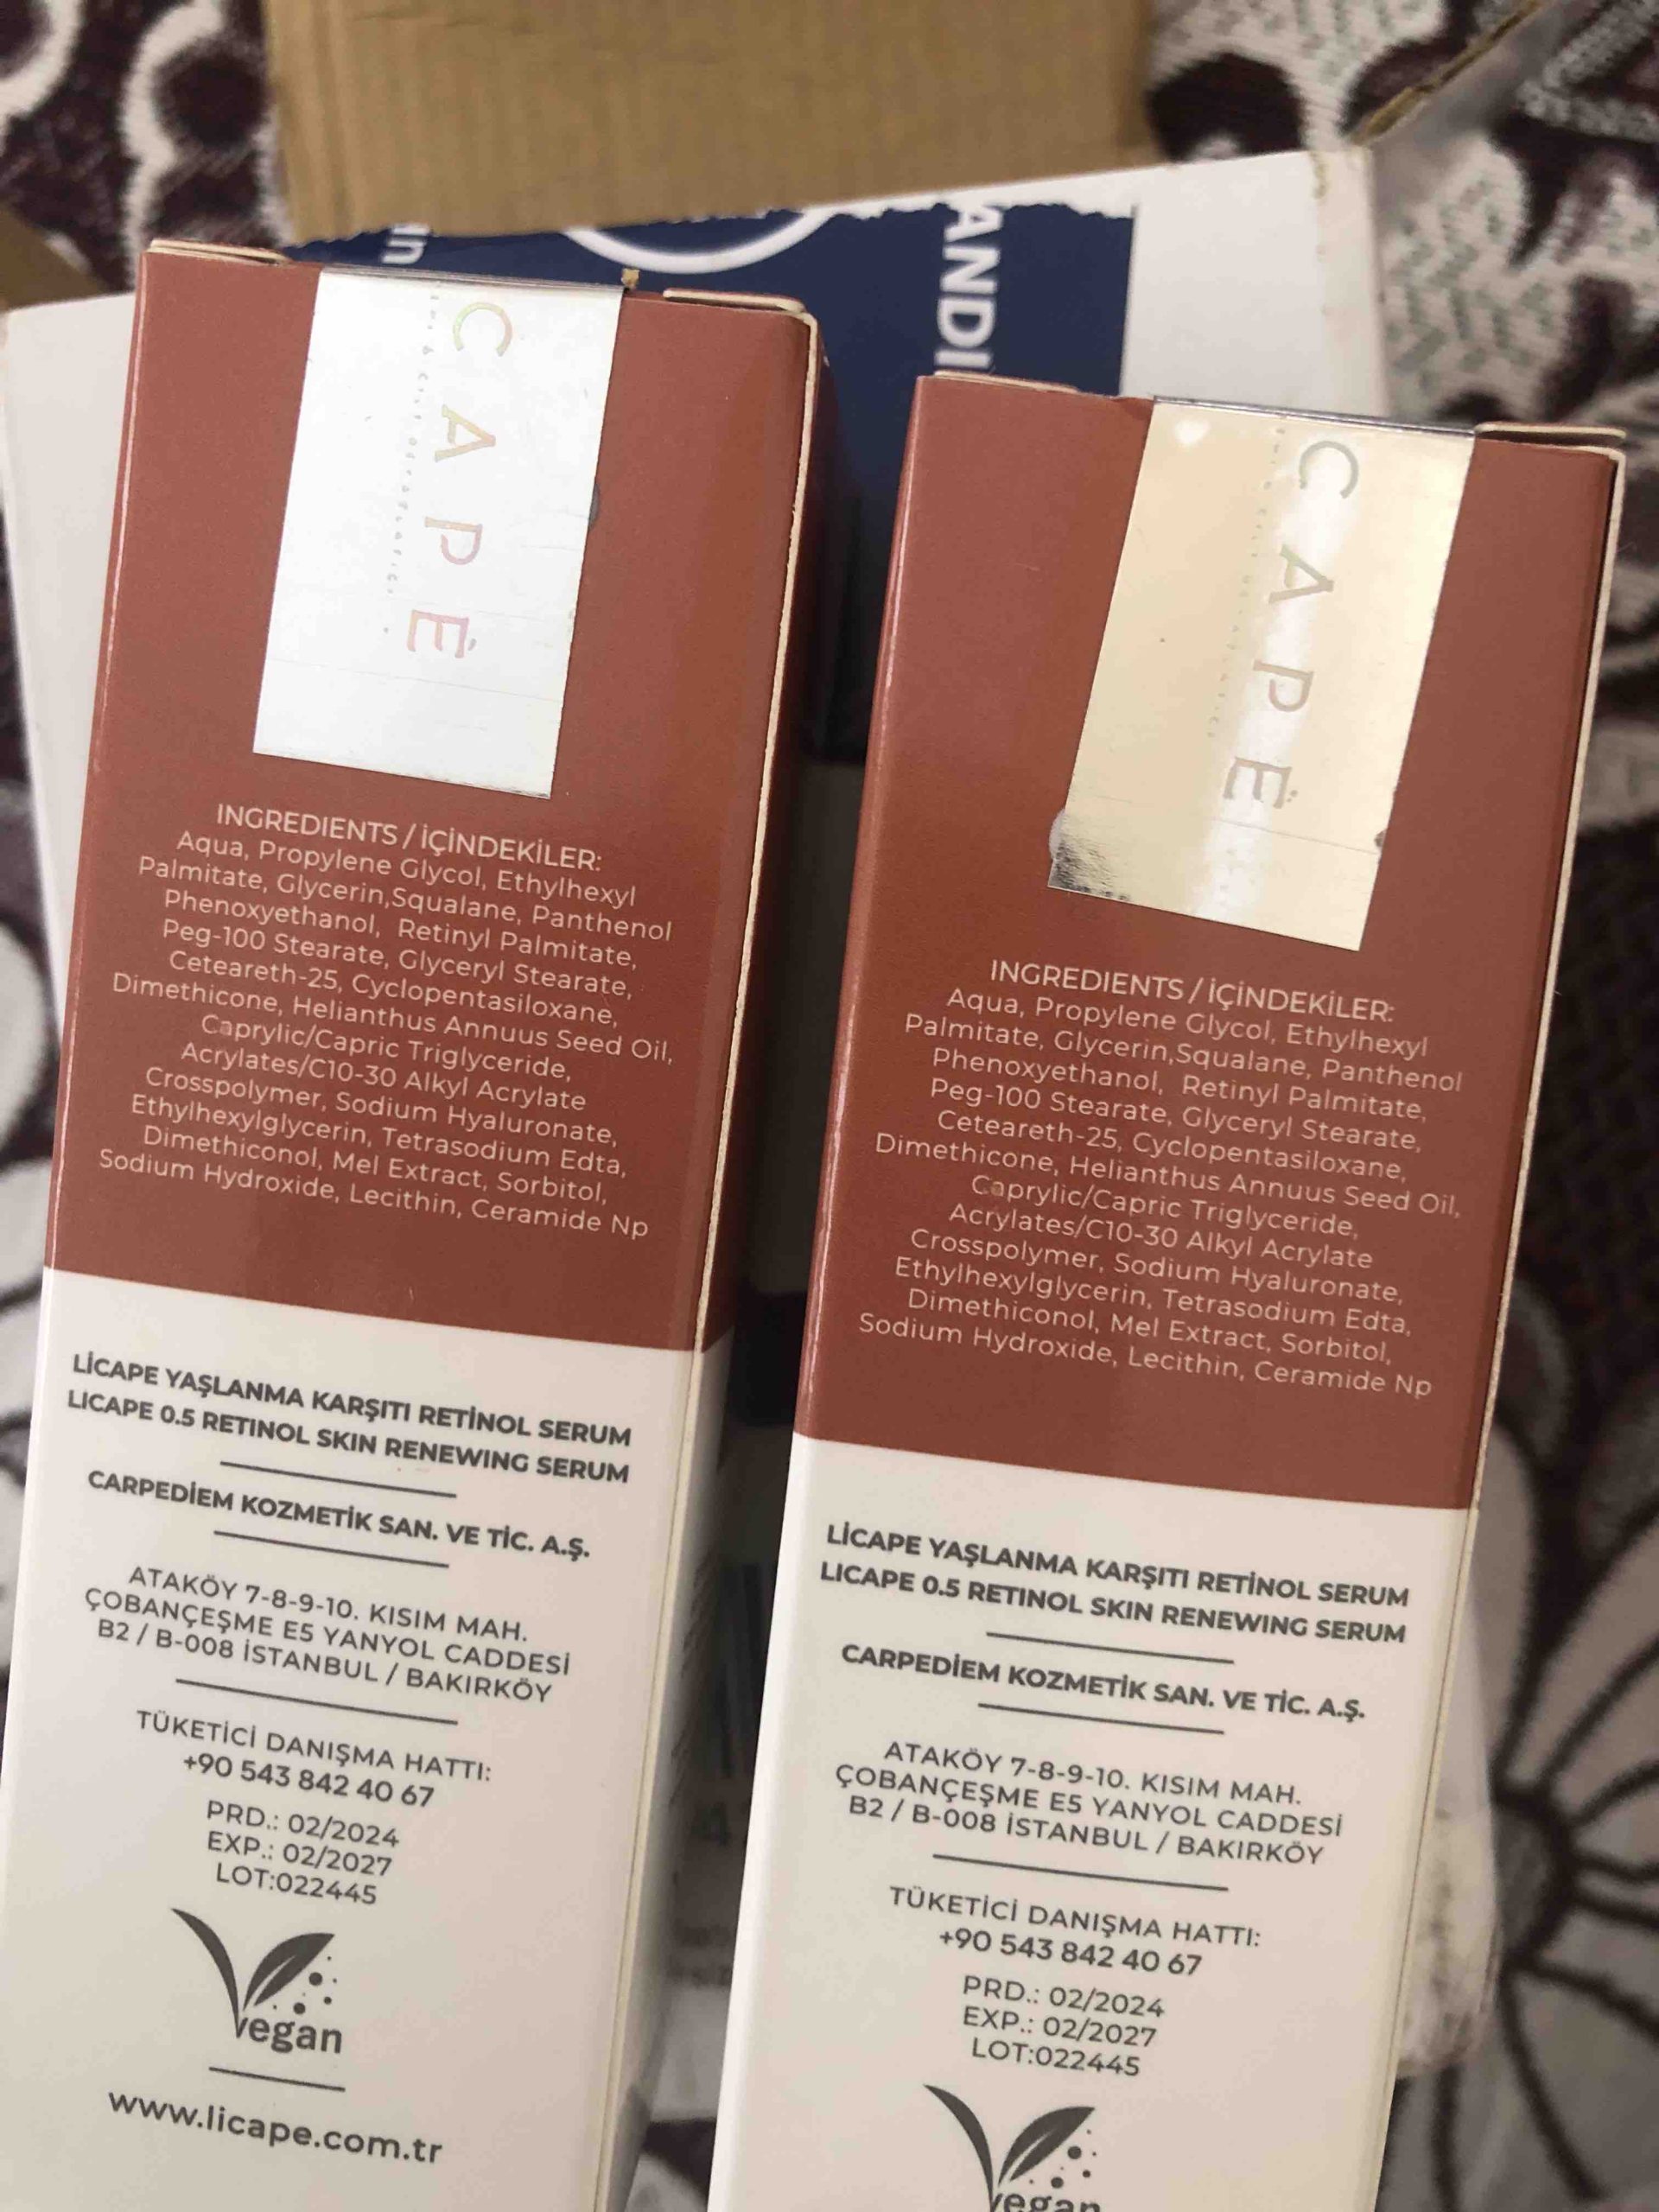 in
ANDI
CAPE
INGREDIENTS / İÇİNDEKİLER:
Aqua, Propylene Glycol, Ethylhexyl
Palmitate, Glycerin,Squalane, Panthenol
Phenoxyethanol, Retinyl Palmitate,
Peg-100 Stearate, Glyceryl Stearate,
Ceteareth-25, Cyclopentasiloxane,
Dimethicone, Helianthus Annuus Seed Oil,
Caprylic/Capric Triglyceride,
Acrylates/C10-30 Alkyl Acrylate
Crosspolymer, Sodium Hyaluronate,
Ethylhexylglycerin, Tetrasodium Edta,
Dimethiconol, Mel Extract, Sorbitol,
Sodium Hydroxide, Lecithin, Ceramide Np
LİCAPE YAŞLANMA KARŞITI RETİNOL SERUM
LICAPE 0.5 RETINOL SKIN RENEWING SERUM
CARPEDİEM KOZMETİK SAN. VE TİC. A.Ş.
ATAKÖY 7-8-9-10. KISIM MAH.
ÇOBANÇEŞME E5 YANYOL CADDESİ
B2 / B-008 İSTANBUL / BAKIRKÖY
TÜKETİCİ DANIŞMA HATTI:
+90 543 842 40 67
PRD.: 02/2024
EXP.: 02/2027
LOT:022445
Vegan
www.licape.com.tr
CAPE
INGREDIENTS / İÇİNDEKİLER:
Aqua, Propylene Glycol, Ethylhexyl
Palmitate, Glycerin,Squalane, Panthenol
Phenoxyethanol, Retinyl Palmitate,
Peg-100 Stearate, Glyceryl Stearate,
Ceteareth-25, Cyclopentasiloxane,
Dimethicone, Helianthus Annuus Seed Oil,
Caprylic/Capric Triglyceride,
Acrylates/C10-30 Alkyl Acrylate
Crosspolymer, Sodium Hyaluronate,
Ethylhexylglycerin, Tetrasodium Edta,
Dimethiconol, Mel Extract, Sorbitol,
Sodium Hydroxide, Lecithin, Ceramide Np
LİCAPE YAŞLANMA KARŞITI RETİNOL SERUM
LICAPE 0.5 RETINOL SKIN RENEWING SERUM
CARPEDİEM KOZMETİK SAN. VE TİC. A.Ş.
ATAKÖY 7-8-9-10. KISIM MAH.
ÇOBANÇEŞME E5 YANYOL CADDESİ
B2 / B-008 İSTANBUL / BAKIRKÖY
TÜKETİCİ DANIŞMA HATTI:
+90 543 842 40 67
PRD.: 02/2024
EXP.: 02/2027
LOT:022445
Vegan